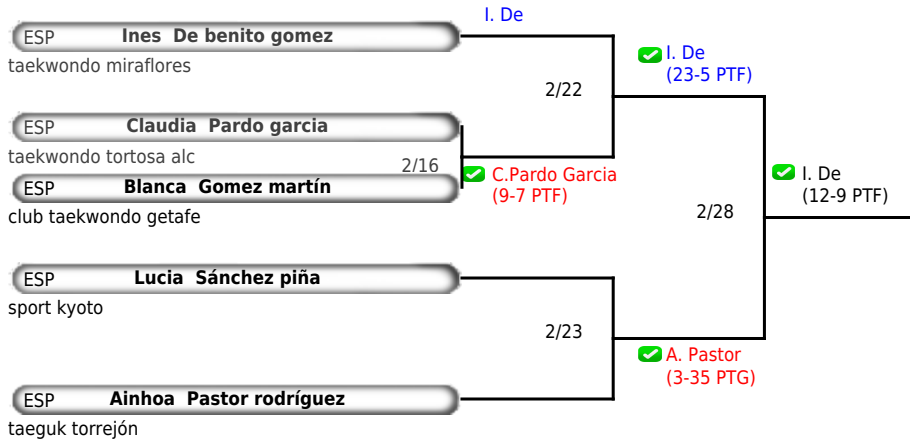 I. De
ESP Ines De benito gomez
taekwondo miraflores
I. De
(23-5 PTF)
2/22
ESP Claudia Pardo garcia
taekwondo tortosa alc
2/16
C.Pardo Garcia
(9-7 PTF)
ESP Blanca Gomez martín
club taekwondo getafe
I. De
(12-9 PTF)
2/28
ESP Lucia Sánchez piña
sport kyoto
2/23
A. Pastor
(3-35 PTG)
ESP Ainhoa Pastor rodríguez
taeguk torrejón